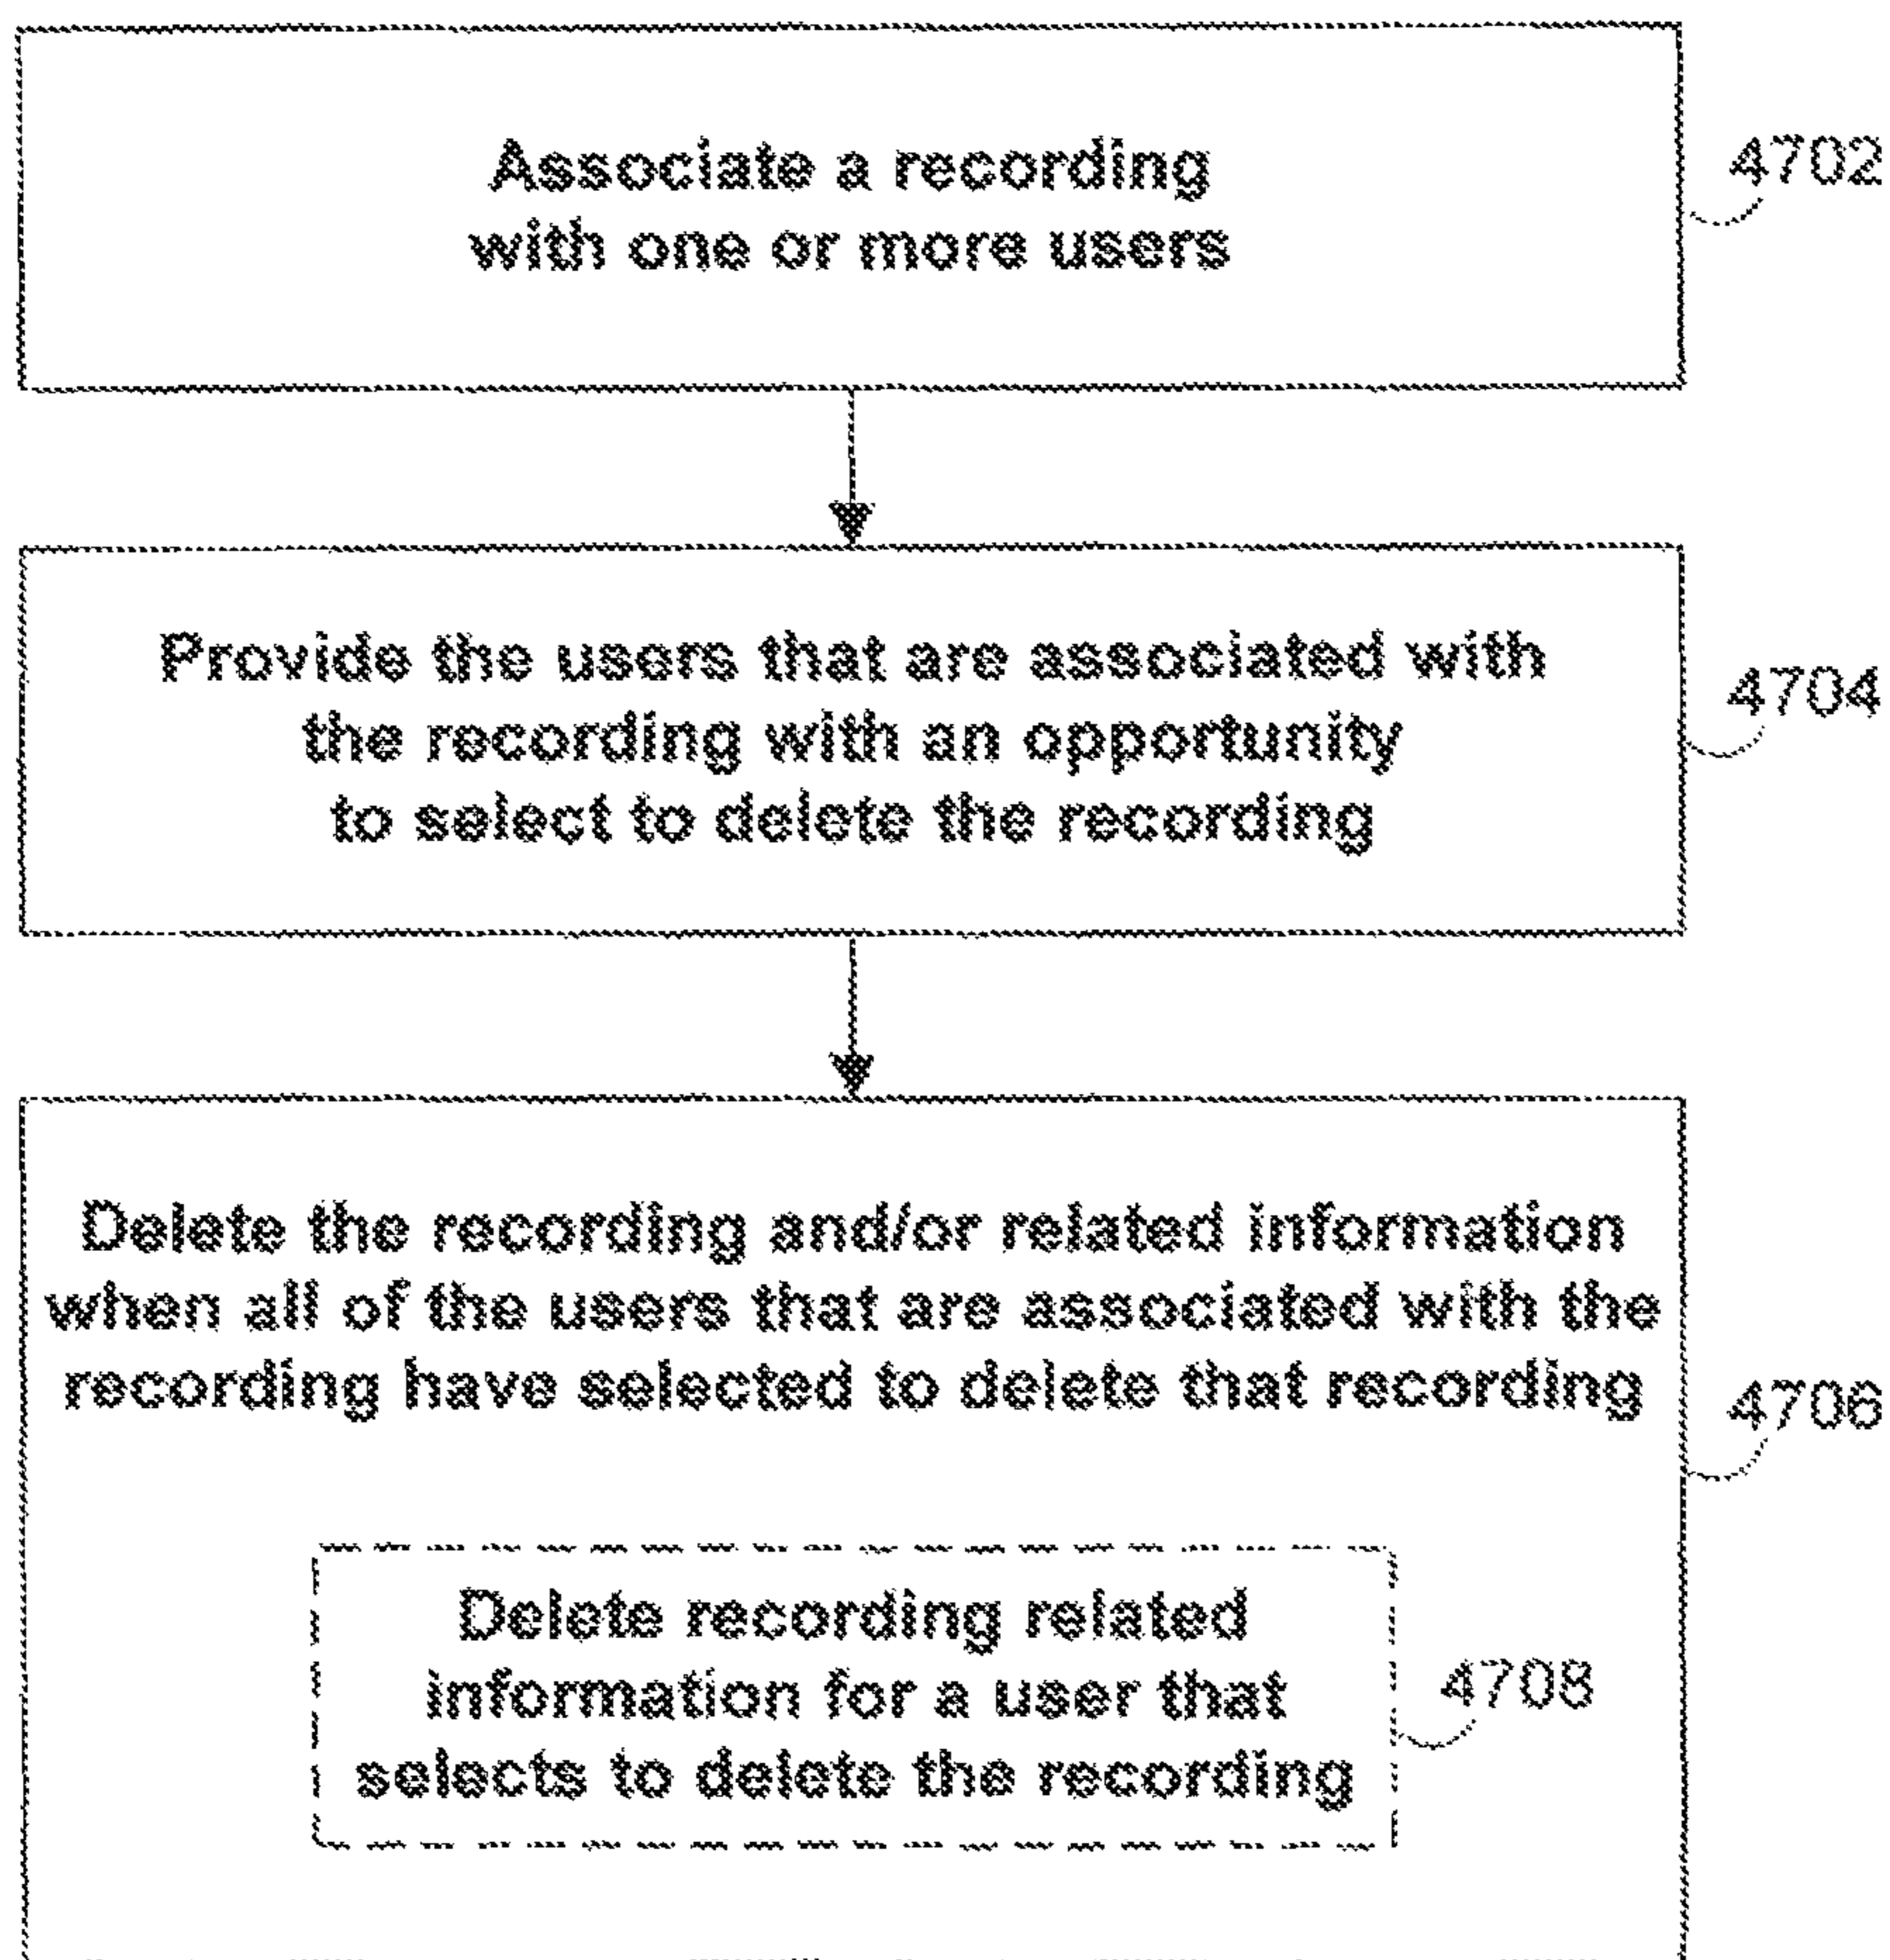 Associate a recording
with one or more users
4702
Provide the users that are associated with
the recording with an opportunity
to select to delete the recording
4704
Delete the recording and/or related information
when all of the users that are associated with the
recording have selected to delete that recording
4706
Delete recording related
information for a user that
selects to delete the recording
4708